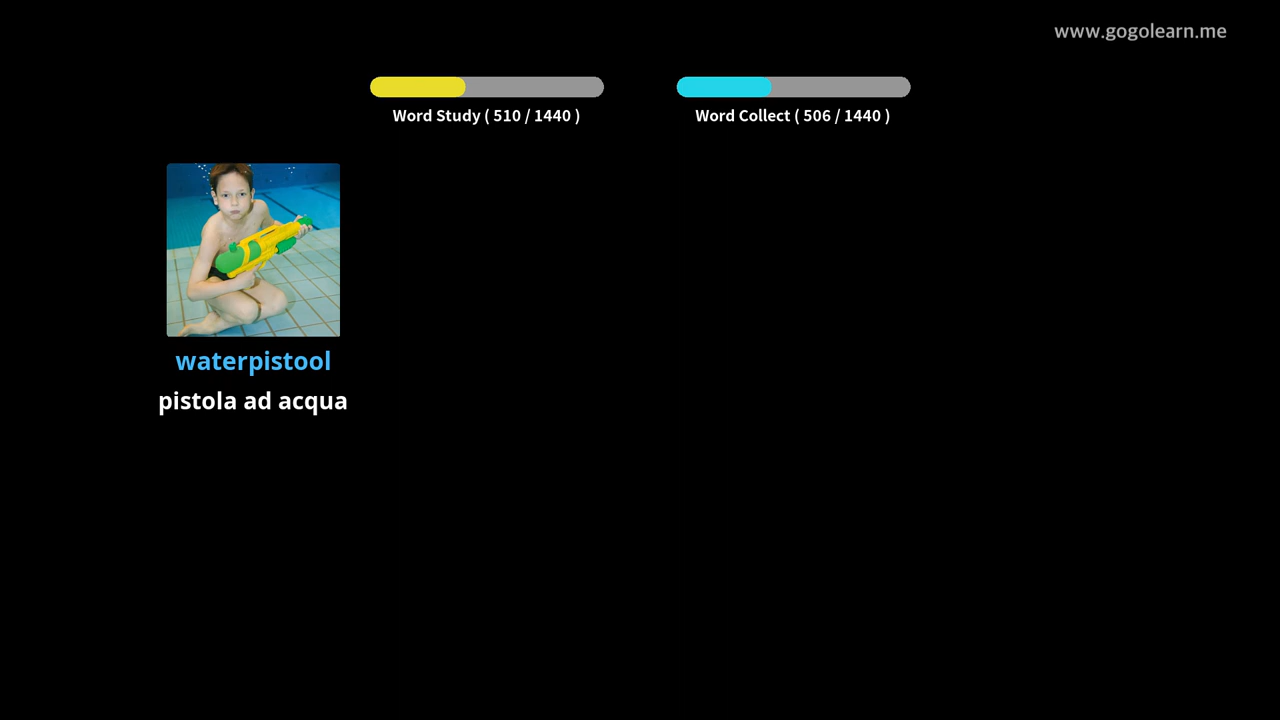 www.gogolearn.me
Word Study ( 510 / 1440 )
Word Collect ( 506 / 1440 )
waterpistool
pistola ad acqua